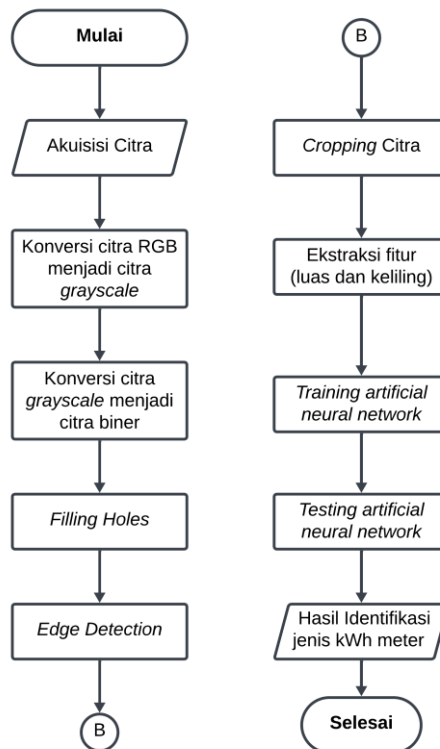 Mulai
Akuisisi Citra
Konversi citra RGB
menjadi citra
grayscale
Konversi citra
grayscale menjadi
citra biner
Filling Holes
Edge Detection
B
B
Cropping Citra
Ekstraksi fitur
(luas dan keliling)
Training artificial
neural network
Testing artificial
neural network
Hasil Identifikasi
jenis kWh meter
Selesai